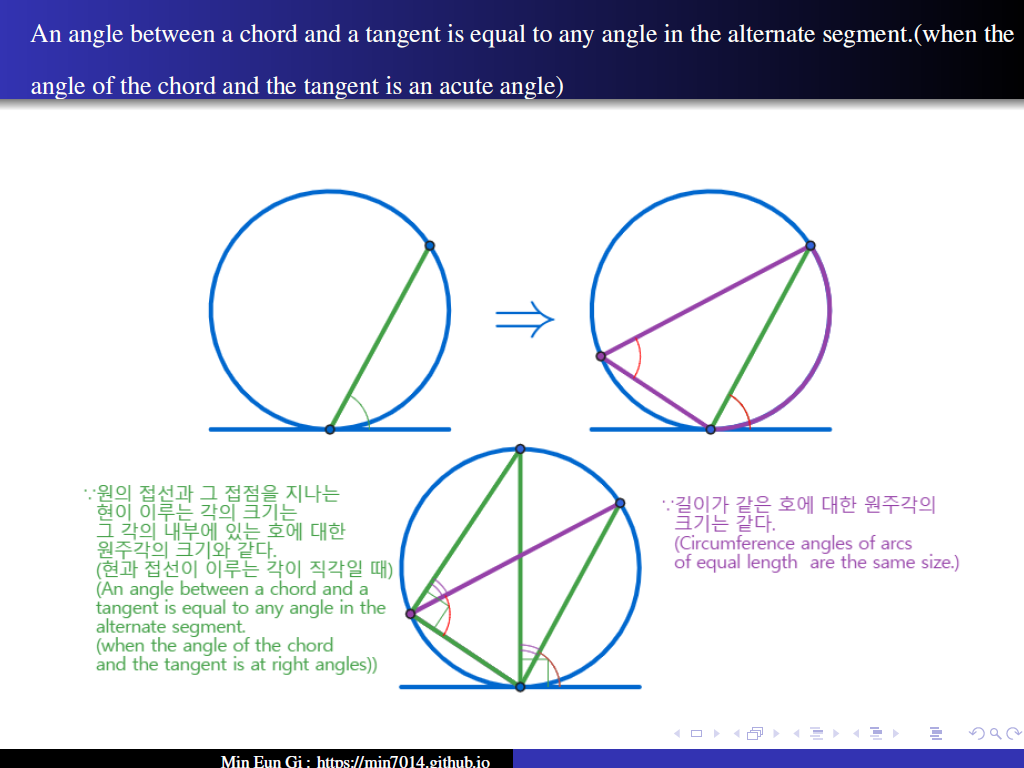 An angle between a chord and a tangent is equal to any angle in the alternate segment.(when the
angle of the chord and the tangent is an acute angle)
∵원의 접선과 그 접점을 지나는
현이 이루는 각의 크기는
그 각의 내부에 있는 호에 대한
원주각의 크기와 같다.
(현과 접선이 이루는 각이 직각일 때)
(An angle between a chord and a
tangent is equal to any angle in the
alternate segment.
(when the angle of the chord
and the tangent is at right angles))
∵길이가 같은 호에 대한 원주각의
크기는 같다.
(Circumference angles of arcs
of equal length are the same size.)
Min Eun Gi : https://min7014.github.io